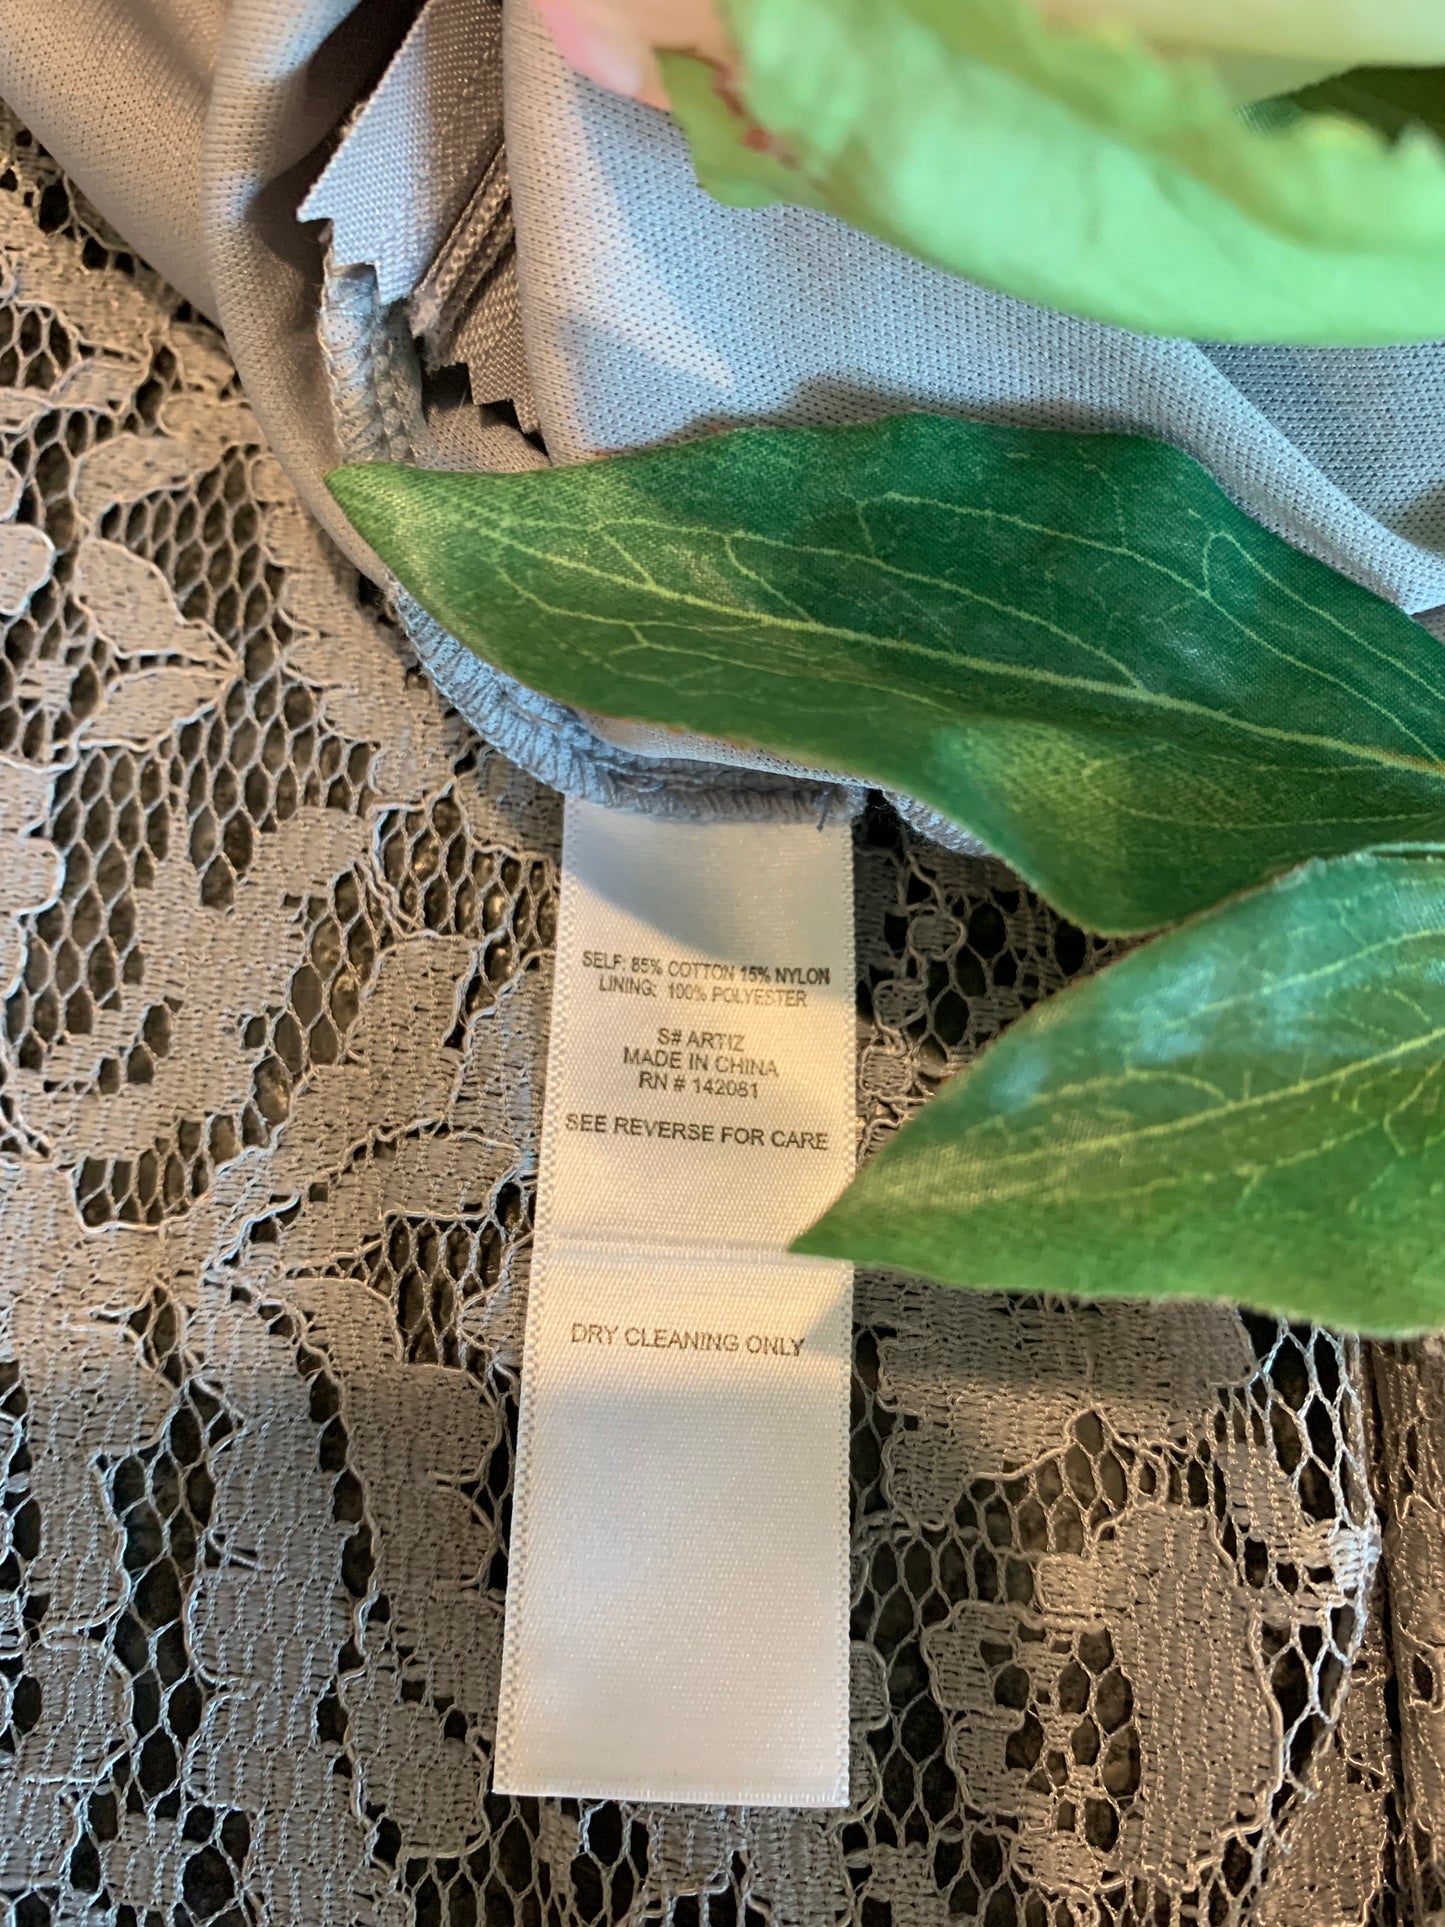 SELF: 85% COTTON 15% NYLON
LINING: 100% POLYESTER
S# ARTIZ
MADE IN CHINA
RN # 142081
SEE REVERSE FOR CARE
DRY CLEANING ONLY